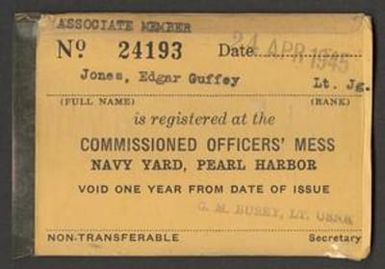 ASSOCIATE MEMBER
Nº 24193 Date 24 APR 1945
Jones, Edgar Guffey Lt. Jg.
(FULL NAME) (RANK)
is registered at the
COMMISSIONED OFFICERS' MESS
NAVY YARD, PEARL HARBOR
VOID ONE YEAR FROM DATE OF ISSUE
G. M. BUSEY, LT. USNR
NON-TRANSFERABLE Secretary